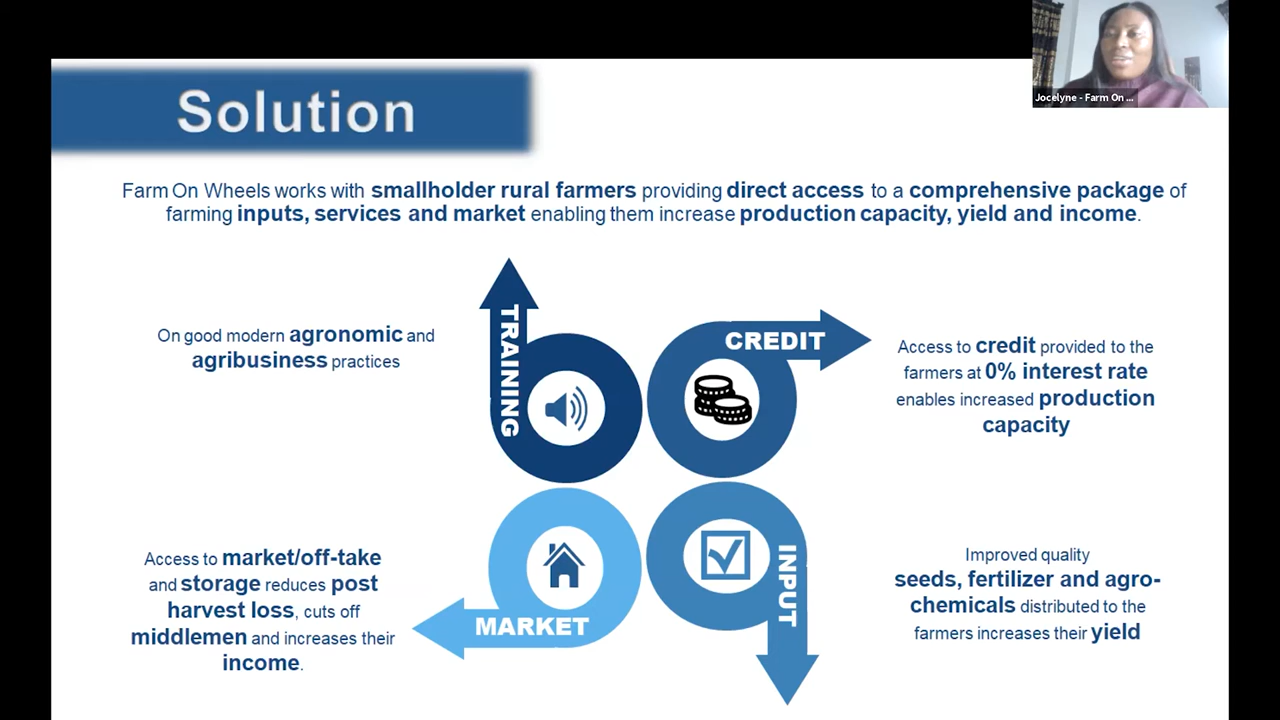 Jocelyne - Farm On ...
Solution
Farm On Wheels works with smallholder rural farmers providing direct access to a comprehensive package of
farming inputs, services and market enabling them increase production capacity, yield and income.
TRAINING
On good modern agronomic and
agribusiness practices
CREDIT
Access to credit provided to the
farmers at 0% interest rate
enables increased production
capacity
MARKET
Access to market/off-take
and storage reduces post
harvest loss, cuts off
middlemen and increases their
income.
INPUT
Improved quality
seeds, fertilizer and agro-
chemicals distributed to the
farmers increases their yield